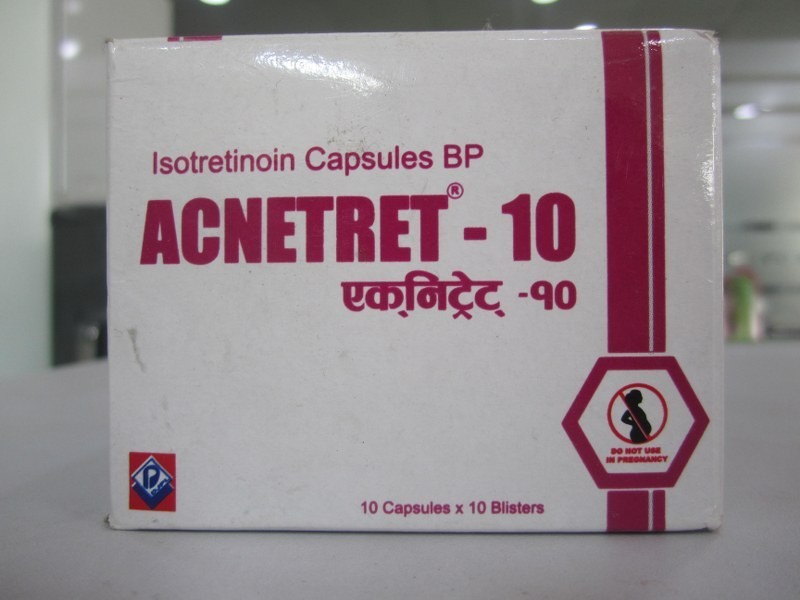 Isotretinoin Capsules BP
ACNETRET® - 10
एक्‌निट्रेट् -१०
DO NOT USE
IN PREGNANCY
10 Capsules x 10 Blisters